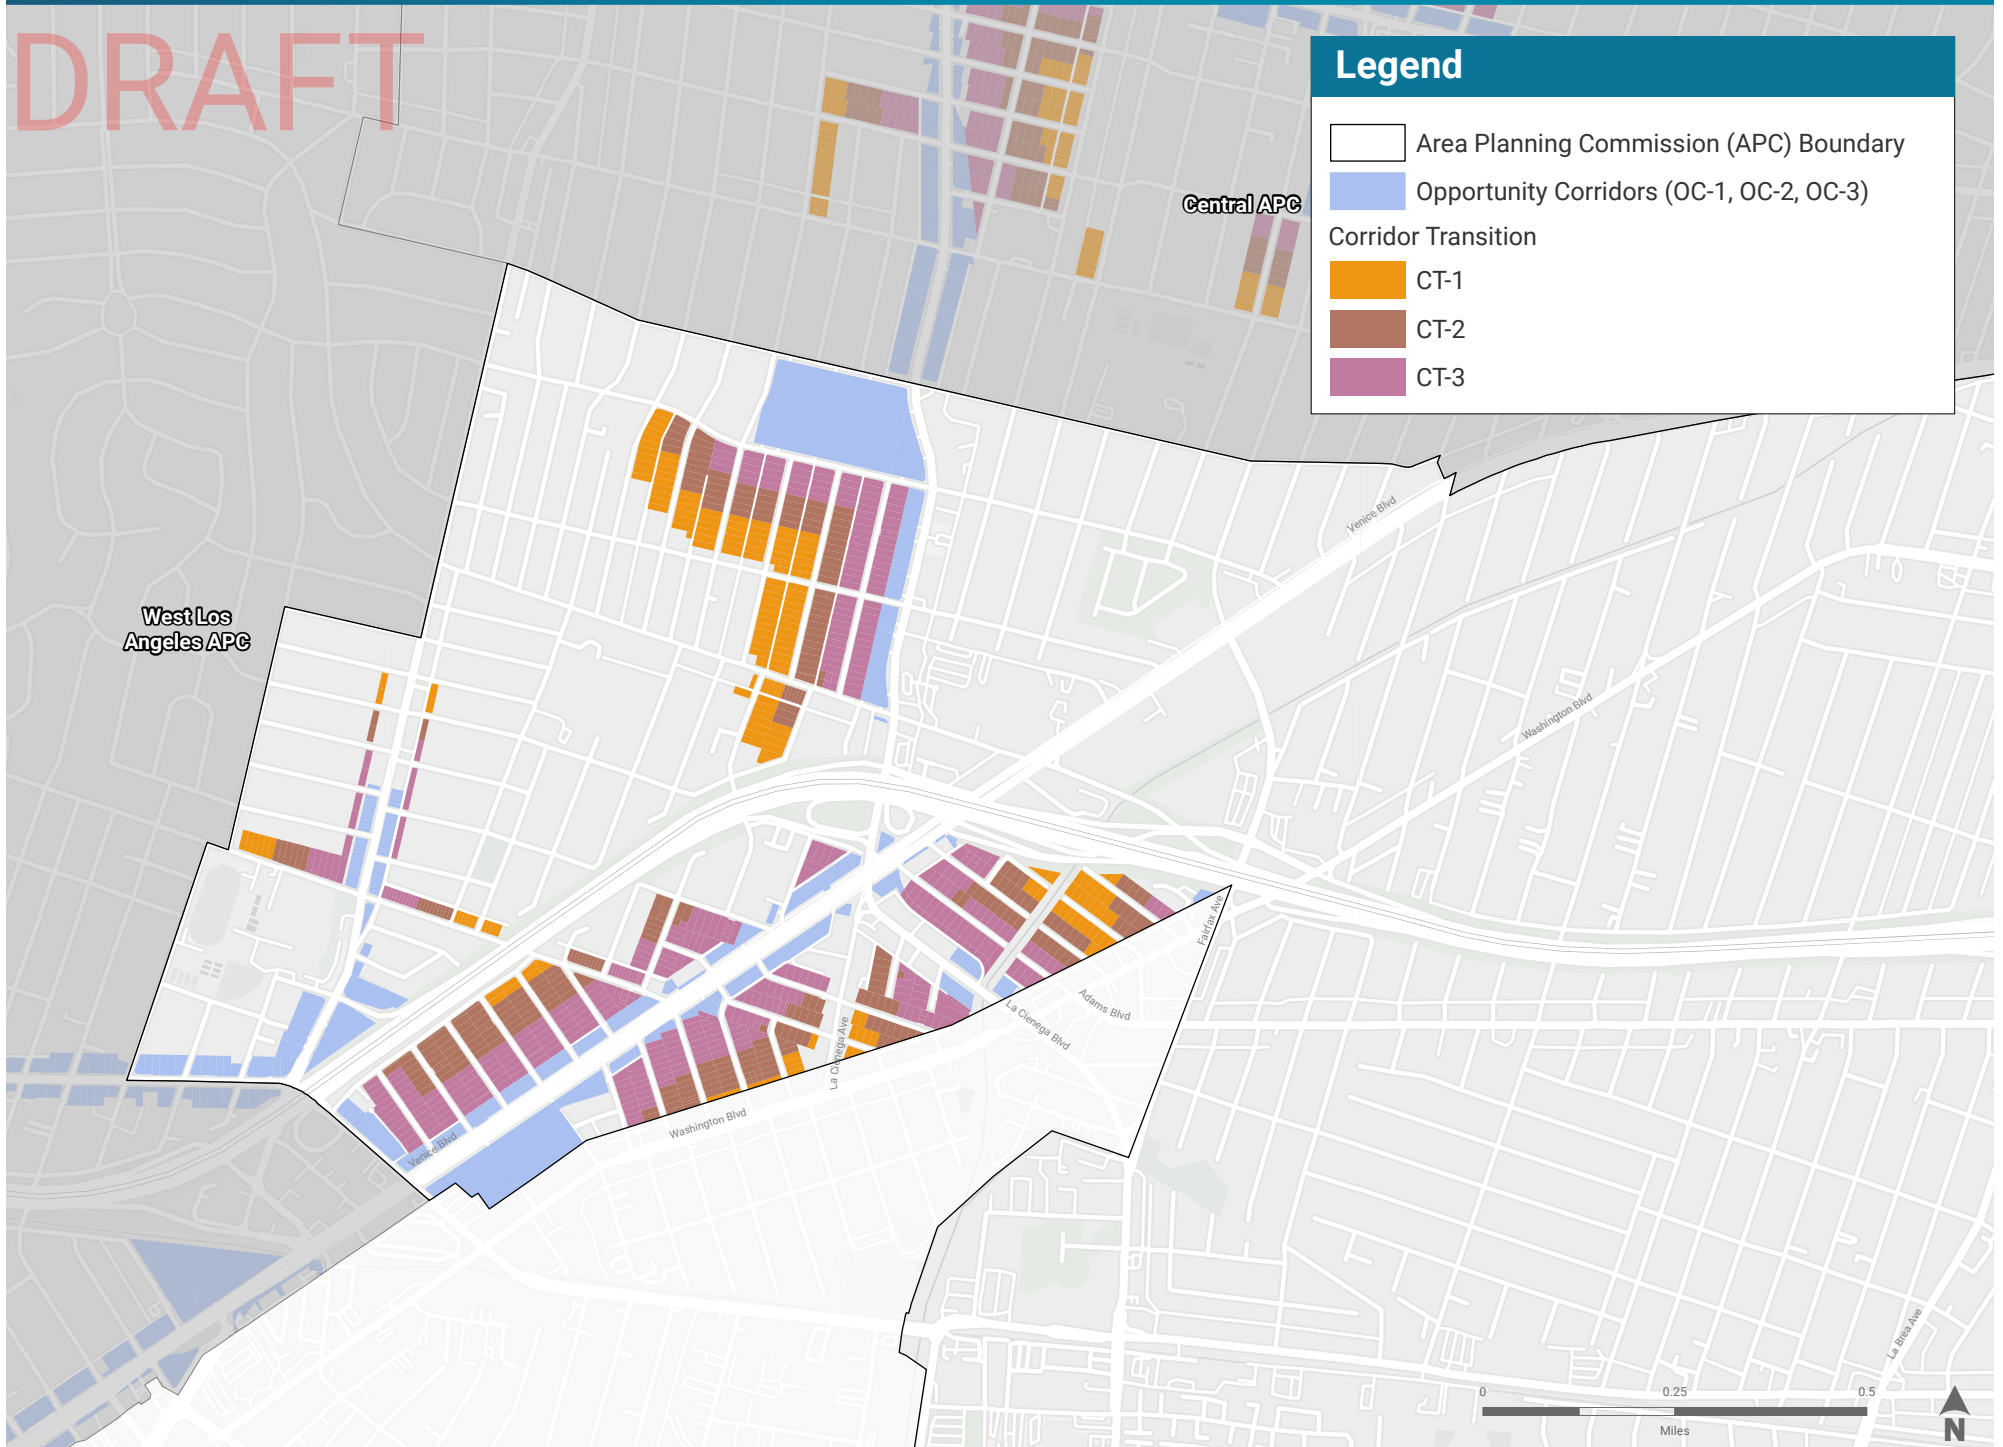 DRAFT
Legend
Area Planning Commission (APC) Boundary
Opportunity Corridors (OC-1, OC-2, OC-3)
Corridor Transition
CT-1
CT-2
CT-3
Central APC
West Los
Angeles APC
Venice Blvd
Washington Blvd
Fairfax Ave
Adams Blvd
La Cienega Blvd
La Cienega Ave
Washington Blvd
Venice Blvd
La Brea Ave
0
0.25
0.5
Miles
N